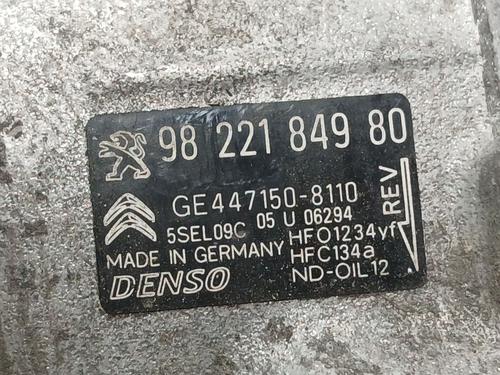 98 221 849 80
GE447150-8110
5SEL09C 05 U 06294
MADE IN GERMANY HFO1234yf
DENSO HFC134a
ND-OIL12
REV